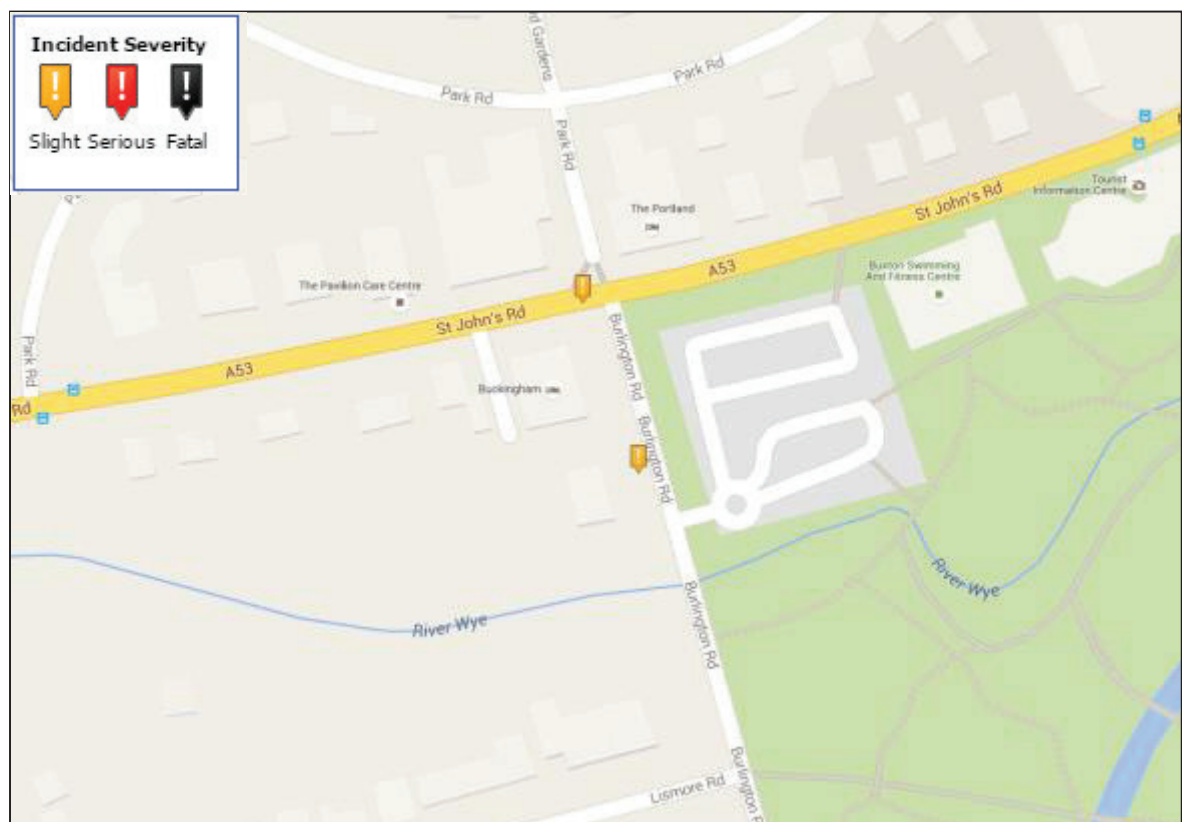 Incident Severity
Slight Serious Fatal
Gardens
Park Rd
Park Rd
Park Rd
Tourist
Information Centre
St John's Rd
The Portland
A53
Buxton Swimming
And Fitness Centre
The Pavilion Care Centre
St John's Rd
Burlington Rd
Park Rd
A53
Buckingham
Rd
Burlington Rd
River Wye
Burlington Rd
River Wye
Lismore Rd
Burlington R